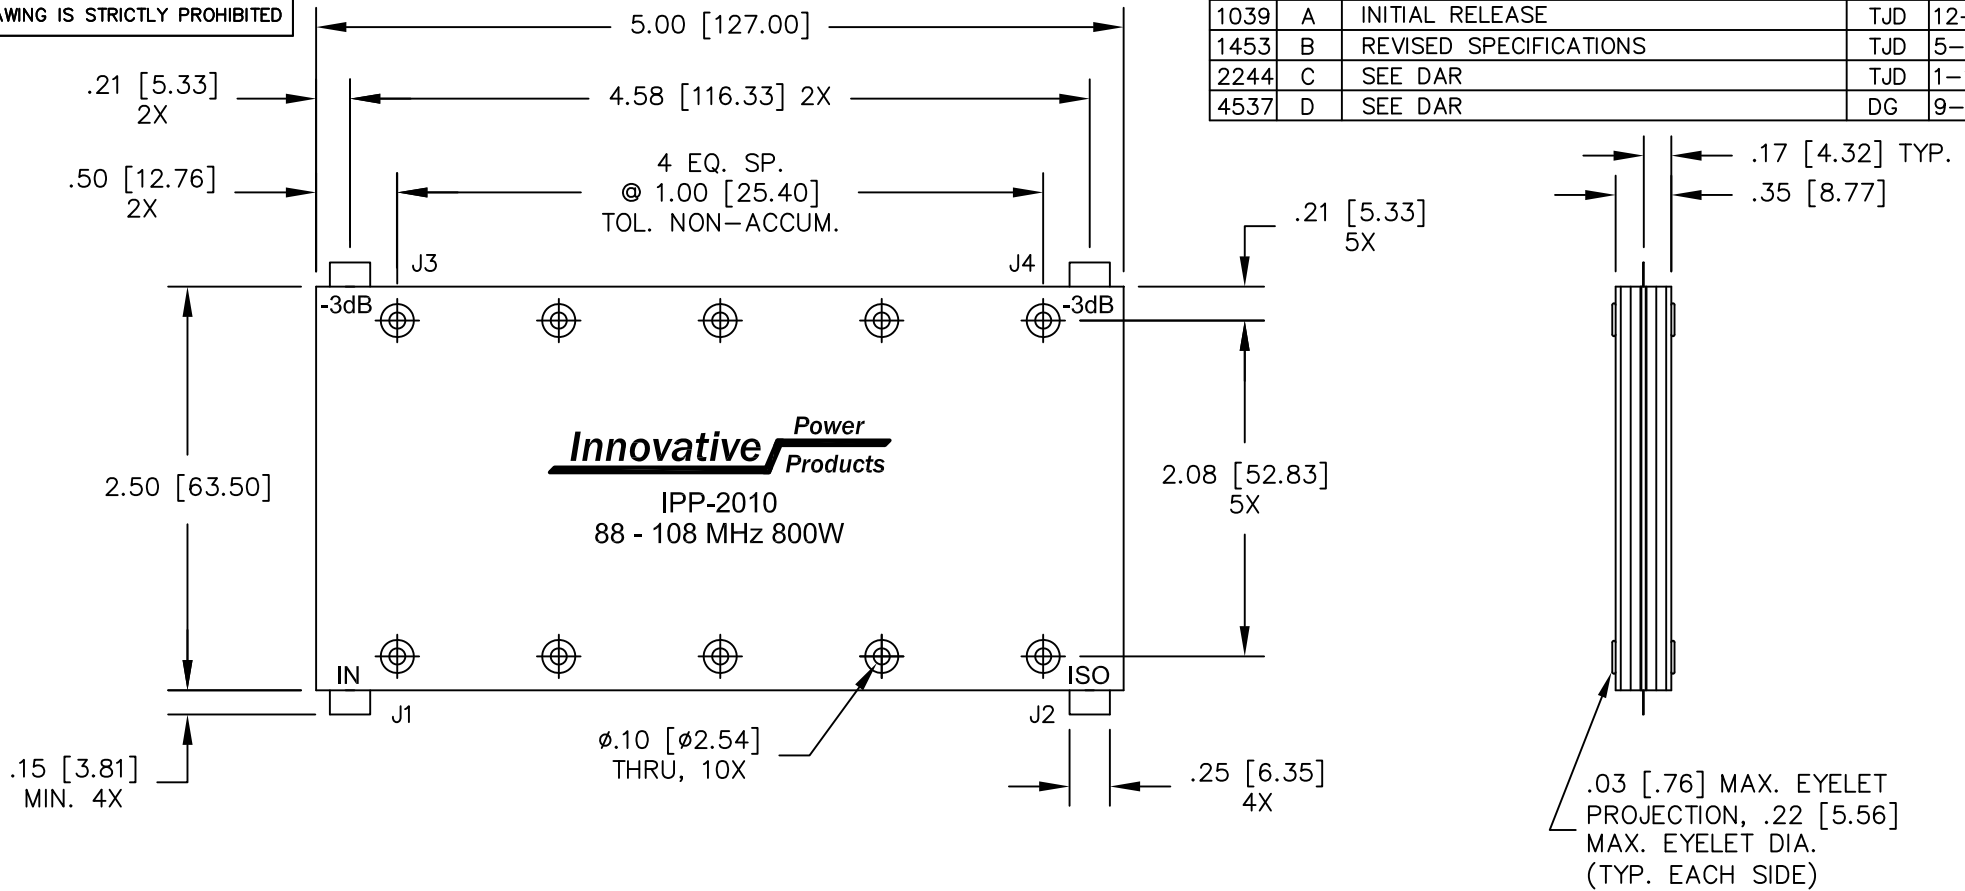 AWING IS STRICTLY PROHIBITED
1039 A INITIAL RELEASE TJD 12-
1453 B REVISED SPECIFICATIONS TJD 5-
2244 C SEE DAR TJD 1-
4537 D SEE DAR DG 9-
5.00 [127.00]
.21 [5.33]
2X
4.58 [116.33] 2X
.50 [12.76]
2X
4 EQ. SP.
@ 1.00 [25.40]
TOL. NON-ACCUM.
.17 [4.32] TYP.
.35 [8.77]
.21 [5.33]
5X
J3
J4
-3dB
-3dB
Innovative Power Products
IPP-2010
88 - 108 MHz 800W
2.50 [63.50]
2.08 [52.83]
5X
IN
ISO
J1
J2
.15 [3.81]
MIN. 4X
ø.10 [ø2.54]
THRU, 10X
.25 [6.35]
4X
.03 [.76] MAX. EYELET
PROJECTION, .22 [5.56]
MAX. EYELET DIA.
(TYP. EACH SIDE)